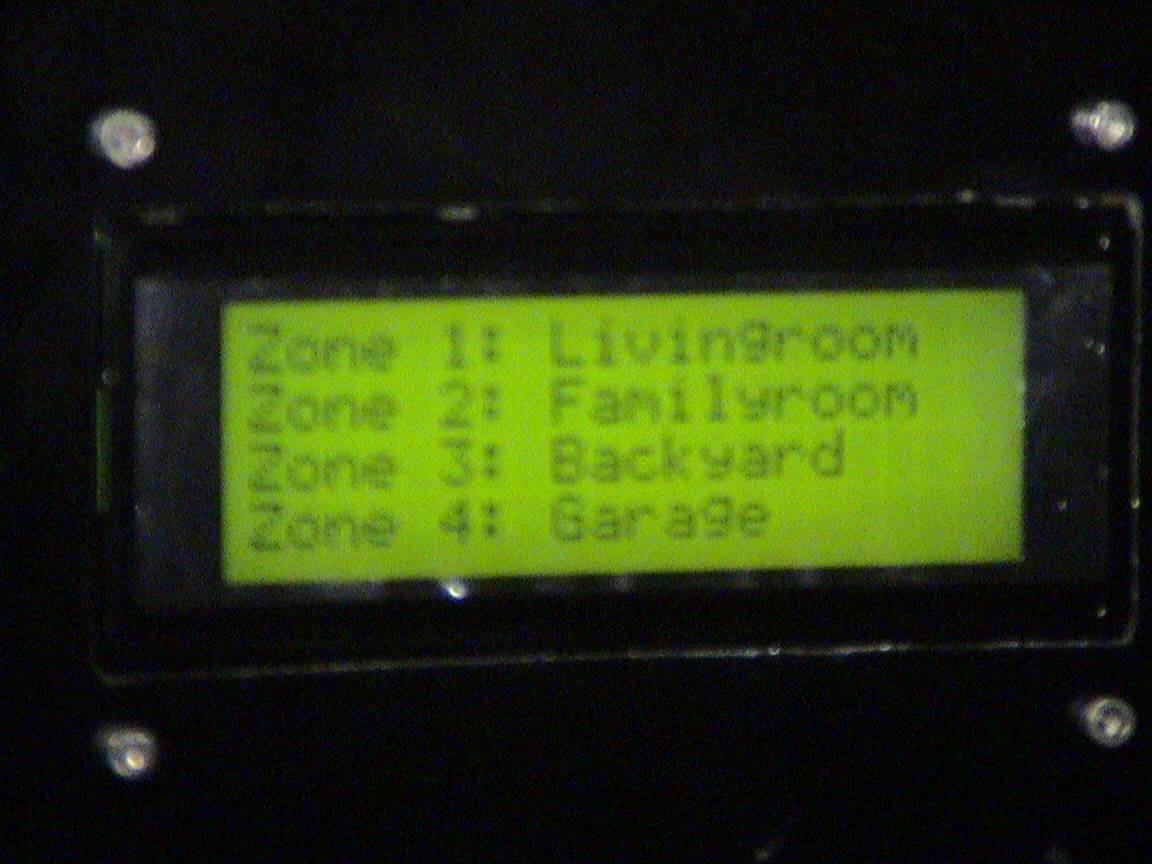 Zone 1: Livingroom
Zone 2: Familyroom
Zone 3: Backyard
Zone 4: Garage